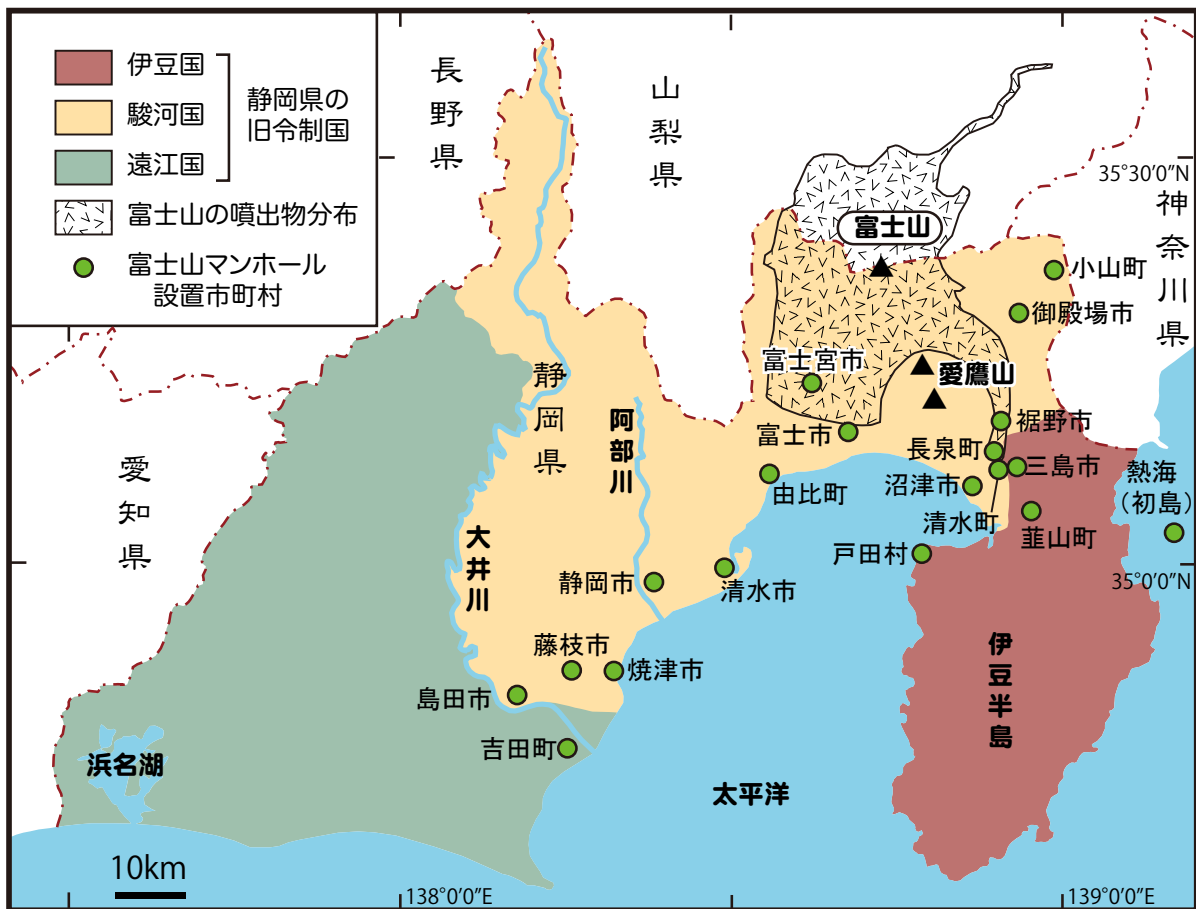 伊豆国
駿河国
遠江国
静岡県の
旧令制国
富士山の噴出物分布
富士山マンホール
設置市町村
長野県
山梨県
35°30′0″N
神奈川県
富士山
小山町
御殿場市
富士宮市
愛鷹山
静岡県
阿部川
富士市
裾野市
長泉町
三島市
熱海
（初島）
愛知県
由比町
沼津市
清水町
韮山町
大井川
戸田村
静岡市
清水市
35°0′0″N
藤枝市
焼津市
島田市
伊豆半島
吉田町
浜名湖
太平洋
10km
138°0′0″E
139°0′0″E